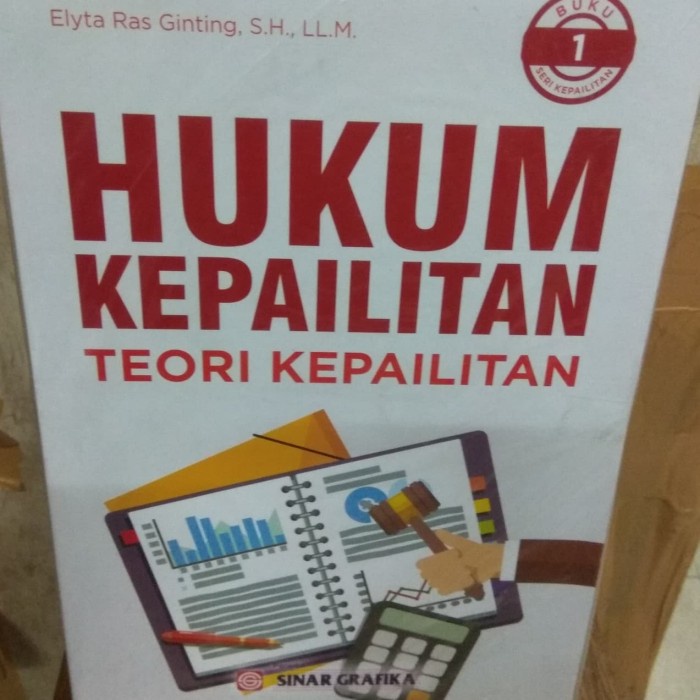 Elyta Ras Ginting, S.H., LL.M.
BUKU
1
SERI KEPAILITAN
HUKUM
KEPAILITAN
TEORI KEPAILITAN
SINAR GRAFIKA